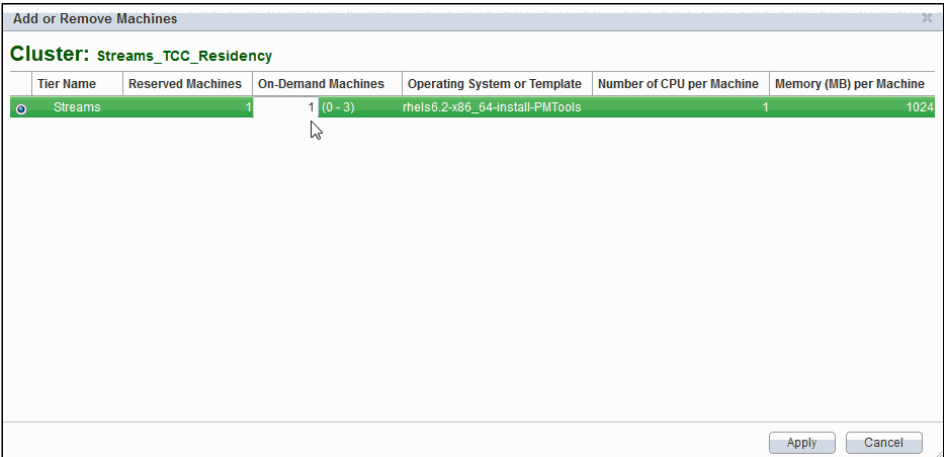 Add or Remove Machines
Cluster: Streams_TCC_Residency
Tier Name Reserved Machines On-Demand Machines Operating System or Template Number of CPU per Machine Memory (MB) per Machine
Streams 1 1 (0 - 3) rhels6.2-x86_64-install-PMTools 1 1024
Apply Cancel